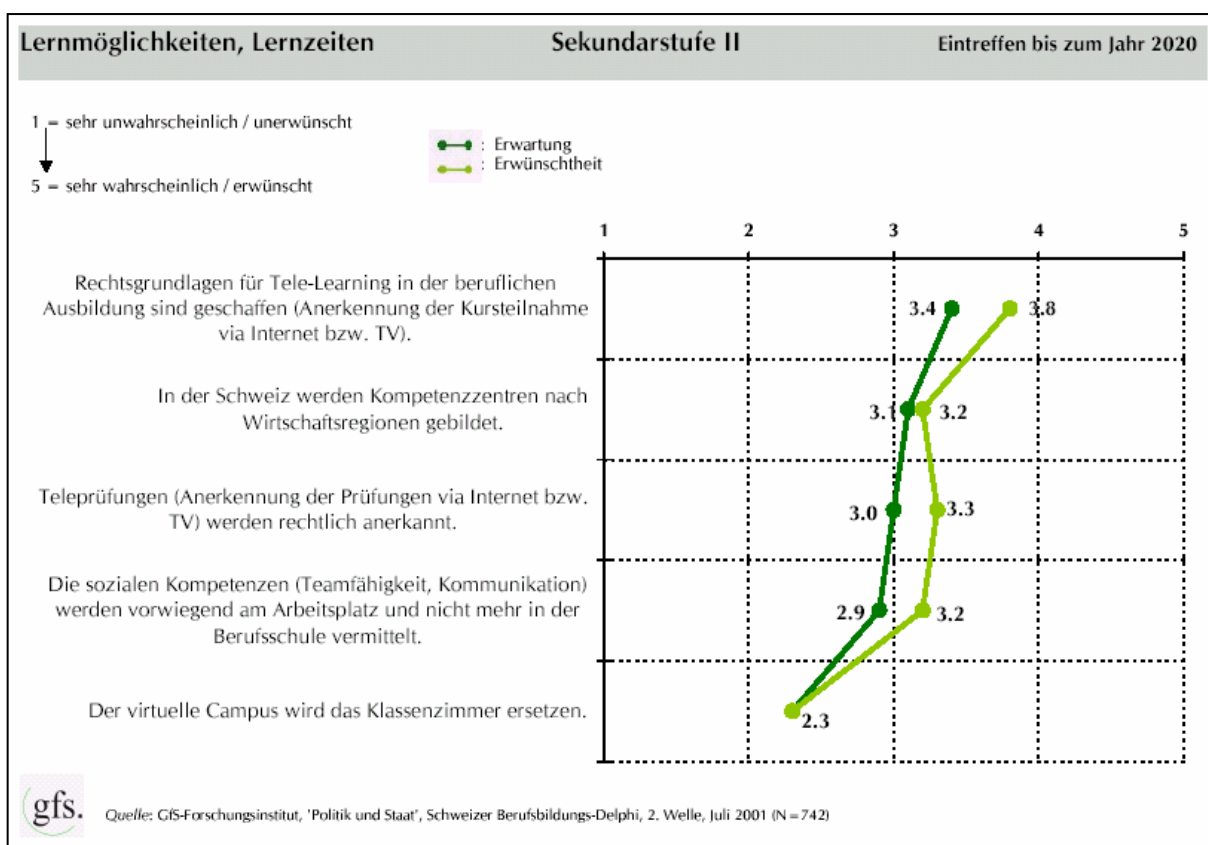 Lernmöglichkeiten, Lernzeiten Sekundarstufe II Eintreffen bis zum Jahr 2020
1 = sehr unwahrscheinlich / unerwünscht
5 = sehr wahrscheinlich / erwünscht
: Erwartung
: Erwünschtheit
1 2 3 4 5
Rechtsgrundlagen für Tele-Learning in der beruflichen
Ausbildung sind geschaffen (Anerkennung der Kursteilnahme
via Internet bzw. TV).
3.4 3.8
In der Schweiz werden Kompetenzzentren nach
Wirtschaftsregionen gebildet.
3.1 3.2
Teleprüfungen (Anerkennung der Prüfungen via Internet bzw.
TV) werden rechtlich anerkannt.
3.0 3.3
Die sozialen Kompetenzen (Teamfähigkeit, Kommunikation)
werden vorwiegend am Arbeitsplatz und nicht mehr in der
Berufsschule vermittelt.
2.9 3.2
Der virtuelle Campus wird das Klassenzimmer ersetzen.
2.3
gfs.
Quelle: GfS-Forschungsinstitut, 'Politik und Staat', Schweizer Berufsbildungs-Delphi, 2. Welle, Juli 2001 (N=742)